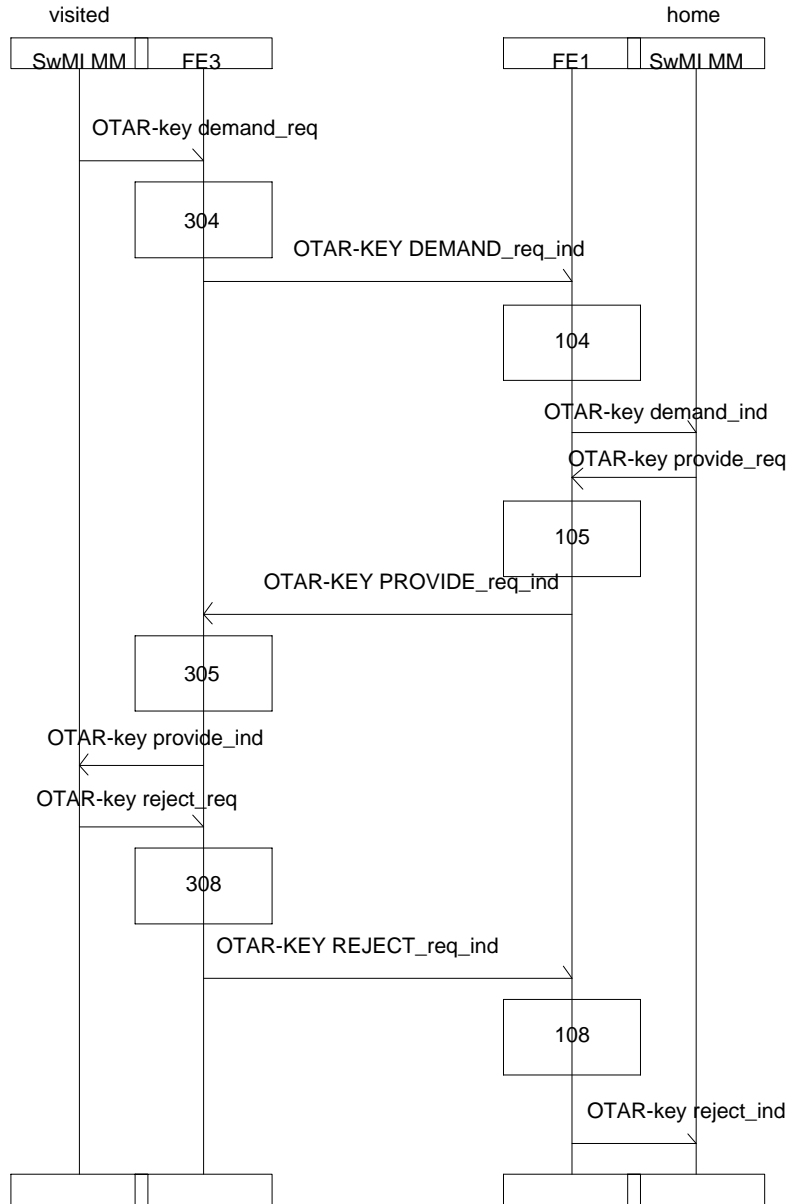 visited
home
SwMI MM
FE3
FE1
SwMI MM
OTAR-key demand_req
304
OTAR-KEY DEMAND_req_ind
104
OTAR-key demand_ind
OTAR-key provide_req
105
OTAR-KEY PROVIDE_req_ind
305
OTAR-key provide_ind
OTAR-key reject_req
308
OTAR-KEY REJECT_req_ind
108
OTAR-key reject_ind